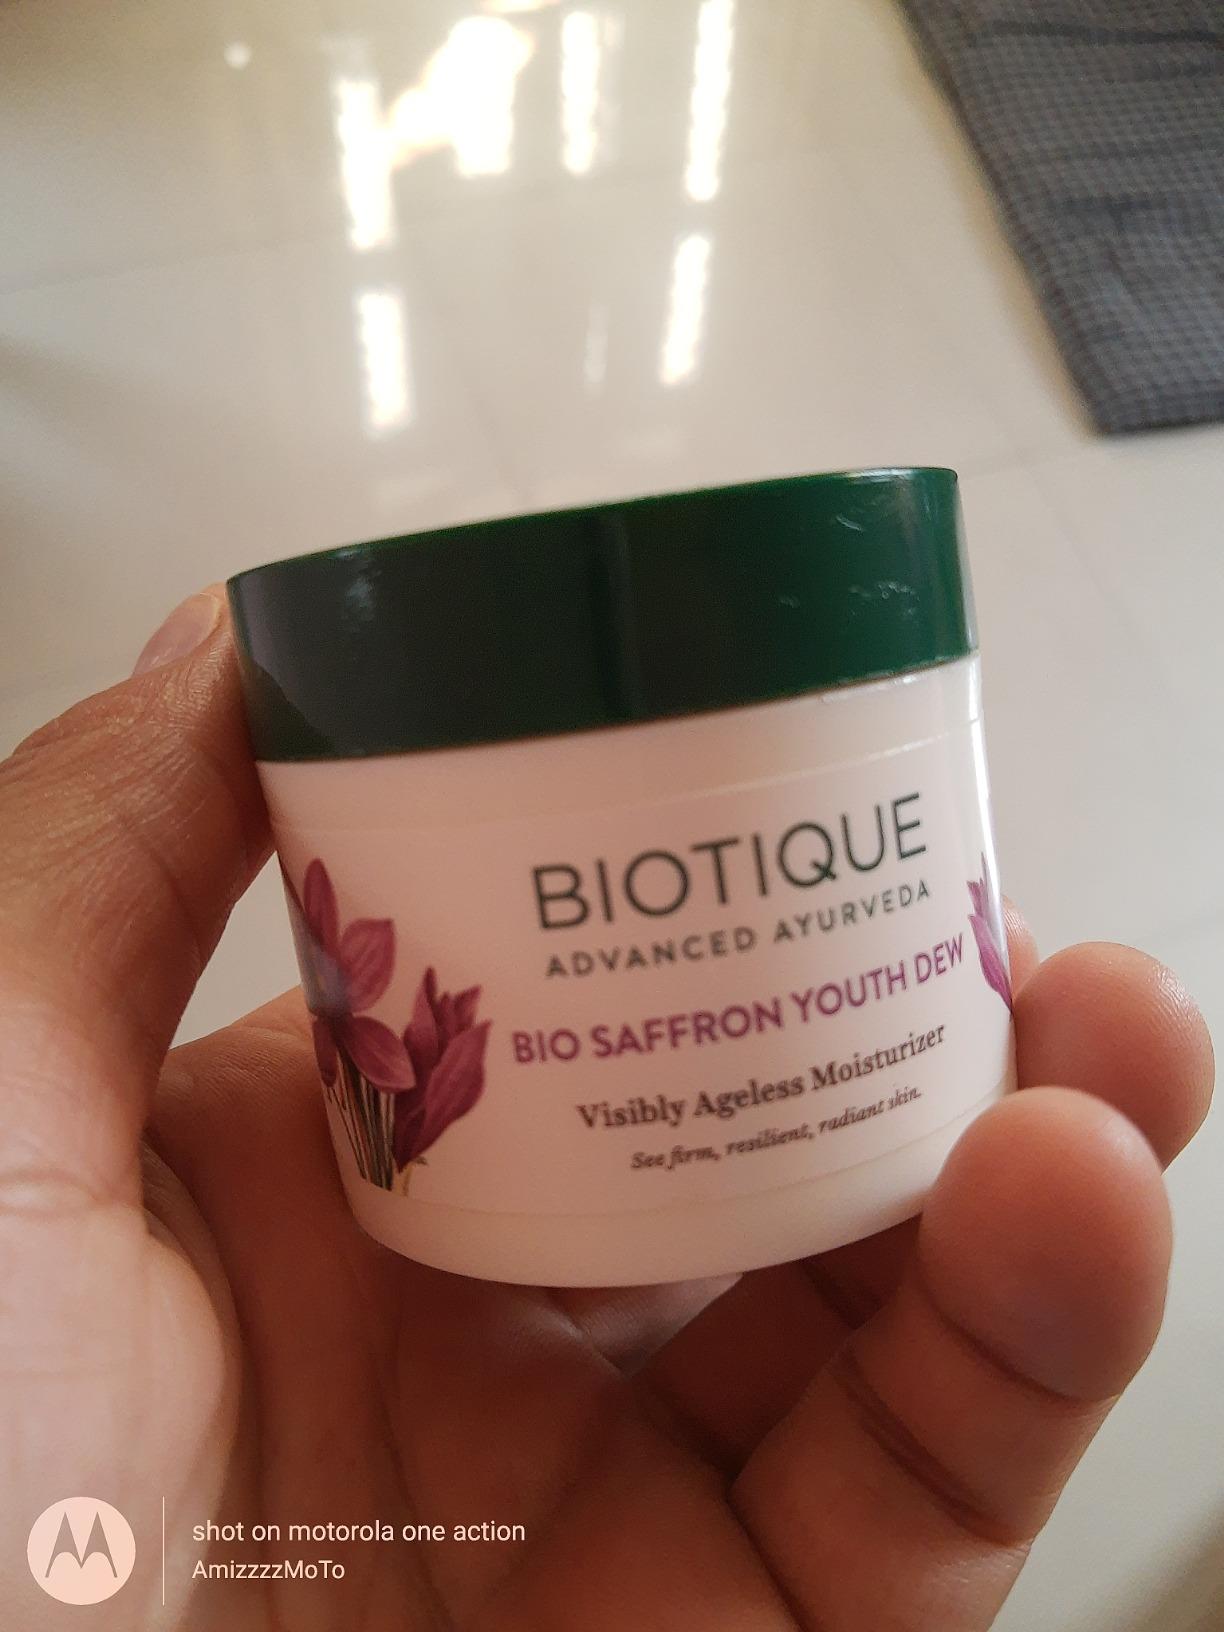 BIOTIQUE
ADVANCED AYURVEDA
BIO SAFFRON YOUTH DEW
Visibly Ageless Moisturizer
See firm, resilient, radiant skin.
shot on motorola one action
AmizzzzMoTo